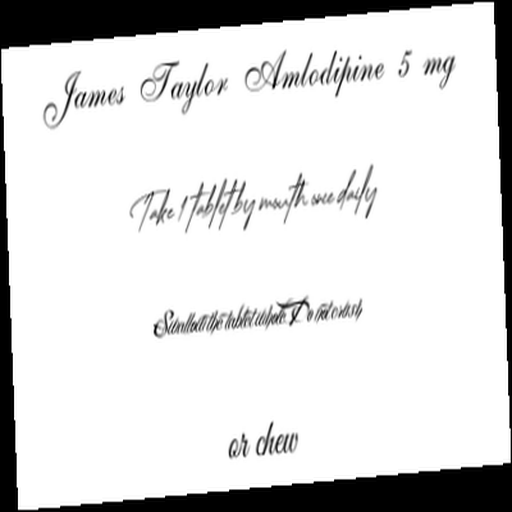 James Taylor Amlodipine 5 mg
Take 1 tablet by mouth once daily
Swallow the tablet whole. Do not crush
or chew